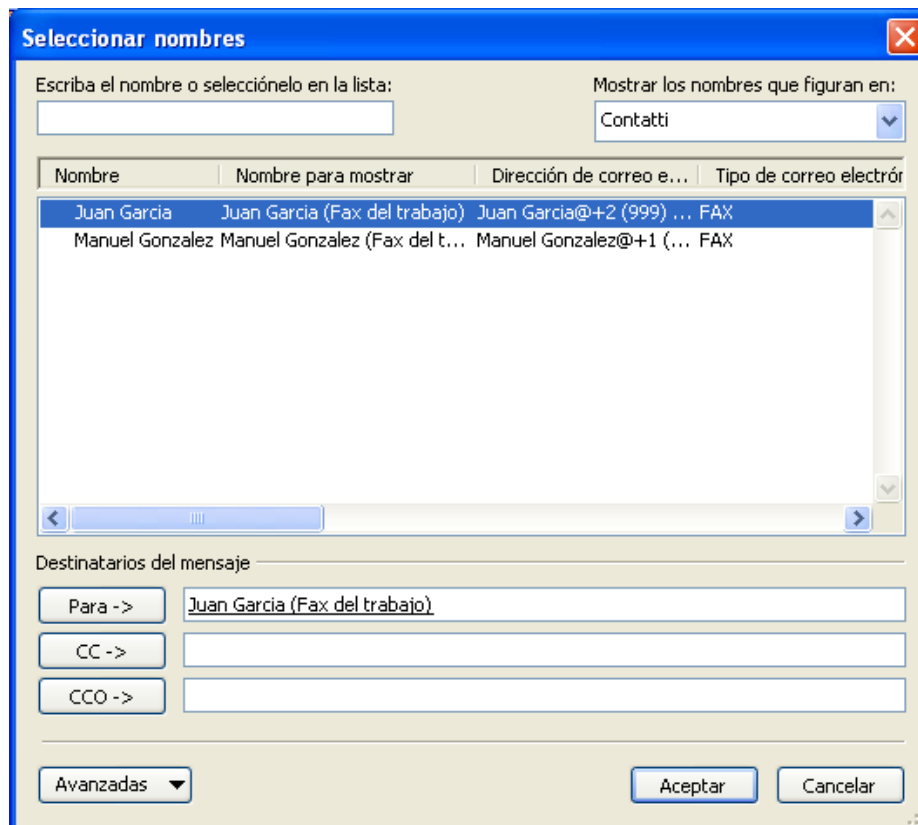 Seleccionar nombres
Escriba el nombre o selecciónelo en la lista:
Mostrar los nombres que figuran en:
Contatti
Nombre Nombre para mostrar Dirección de correo e... Tipo de correo electrór
Juan Garcia Juan Garcia (Fax del trabajo) Juan Garcia@+2 (999) ... FAX
Manuel Gonzalez Manuel Gonzalez (Fax del t... Manuel Gonzalez@+1 (... FAX
Destinatarios del mensaje
Para -> Juan Garcia (Fax del trabajo)
CC ->
CCO ->
Avanzadas Aceptar Cancelar